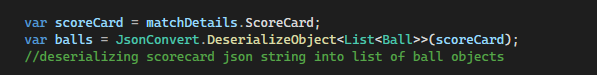 var scoreCard = matchDetails.ScoreCard;
var balls = JsonConvert.DeserializeObject<List<Ball>>(scoreCard);
//deserializing scorecard json string into list of ball objects